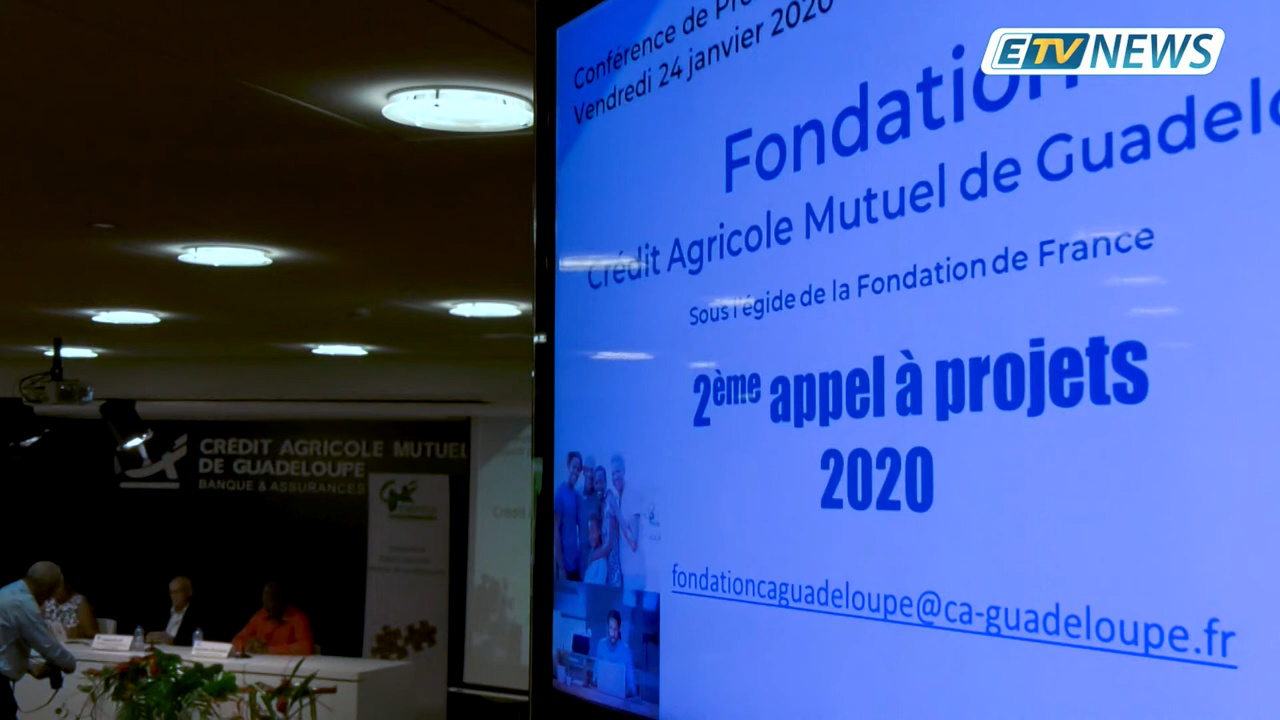 Conférence de
Vendredi 24 janvier 2020
ETV NEWS
Fondation
Crédit Agricole Mutuel de Guadelo
Sous l'égide de la Fondation de France
2ème appel à projets
2020
fondationcaguadeloupe@ca-guadeloupe.fr
CRÉDIT AGRICOLE MUTUEL
DE GUADELOUPE
BANQUE & ASSURANCES